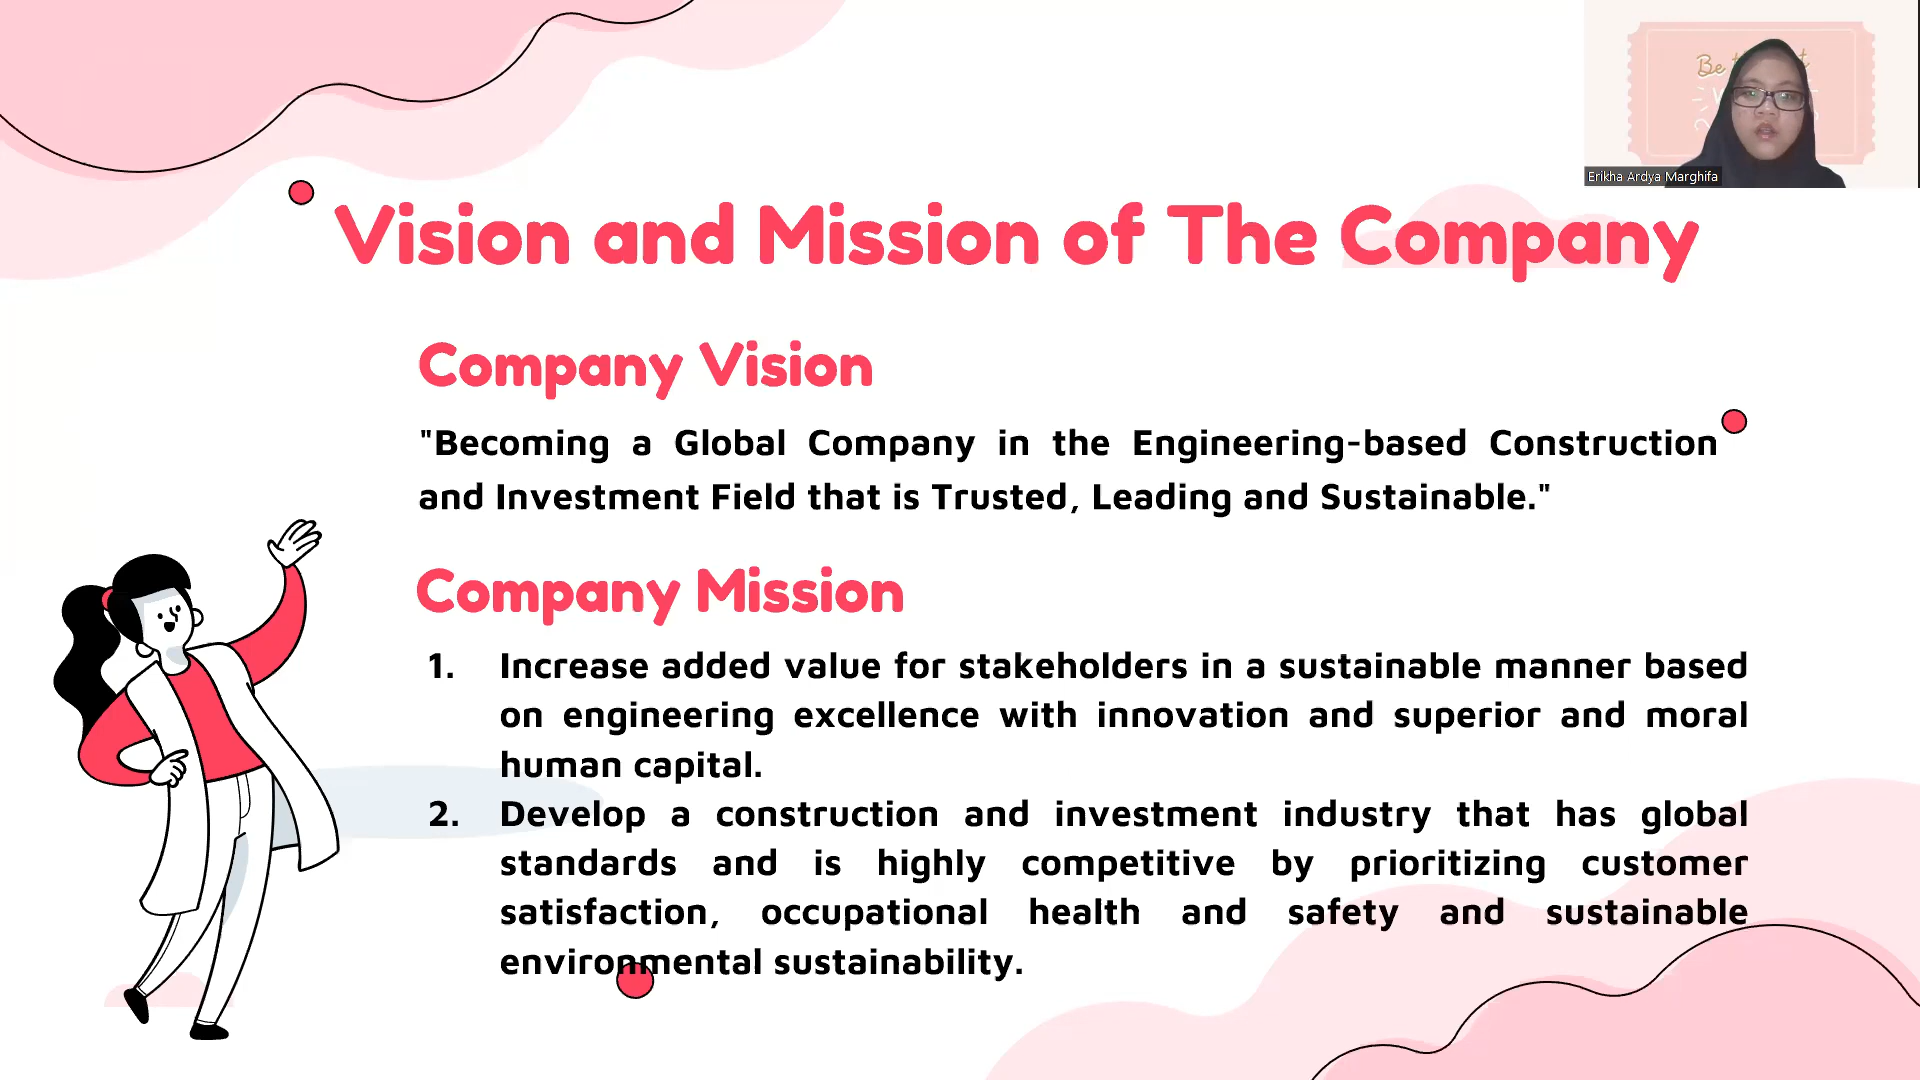 Be
Erikha Ardya Marghifa
Vision and Mission of The Company
Company Vision
"Becoming a Global Company in the Engineering-based Construction
and Investment Field that is Trusted, Leading and Sustainable."
Company Mission
1. Increase added value for stakeholders in a sustainable manner based
on engineering excellence with innovation and superior and moral
human capital.
2. Develop a construction and investment industry that has global
standards and is highly competitive by prioritizing customer
satisfaction, occupational health and safety and sustainable
environmental sustainability.